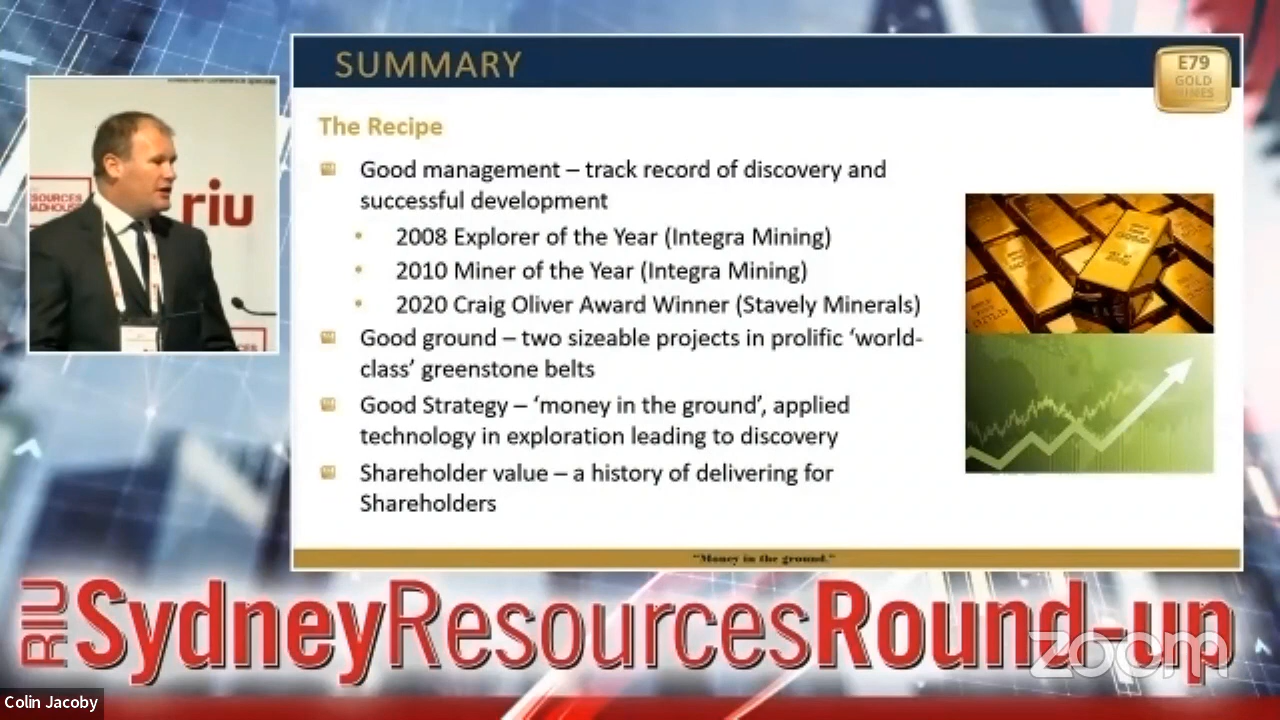 SUMMARY
E79
GOLD
MINES
The Recipe
Good management – track record of discovery and
successful development
• 2008 Explorer of the Year (Integra Mining)
• 2010 Miner of the Year (Integra Mining)
• 2020 Craig Oliver Award Winner (Stavely Minerals)
Good ground – two sizeable projects in prolific ‘world-
class’ greenstone belts
Good Strategy – ‘money in the ground’, applied
technology in exploration leading to discovery
Shareholder value – a history of delivering for
Shareholders
"Money in the ground."
riu
RIU SydneyResourcesRound-up
zoom
Colin Jacoby